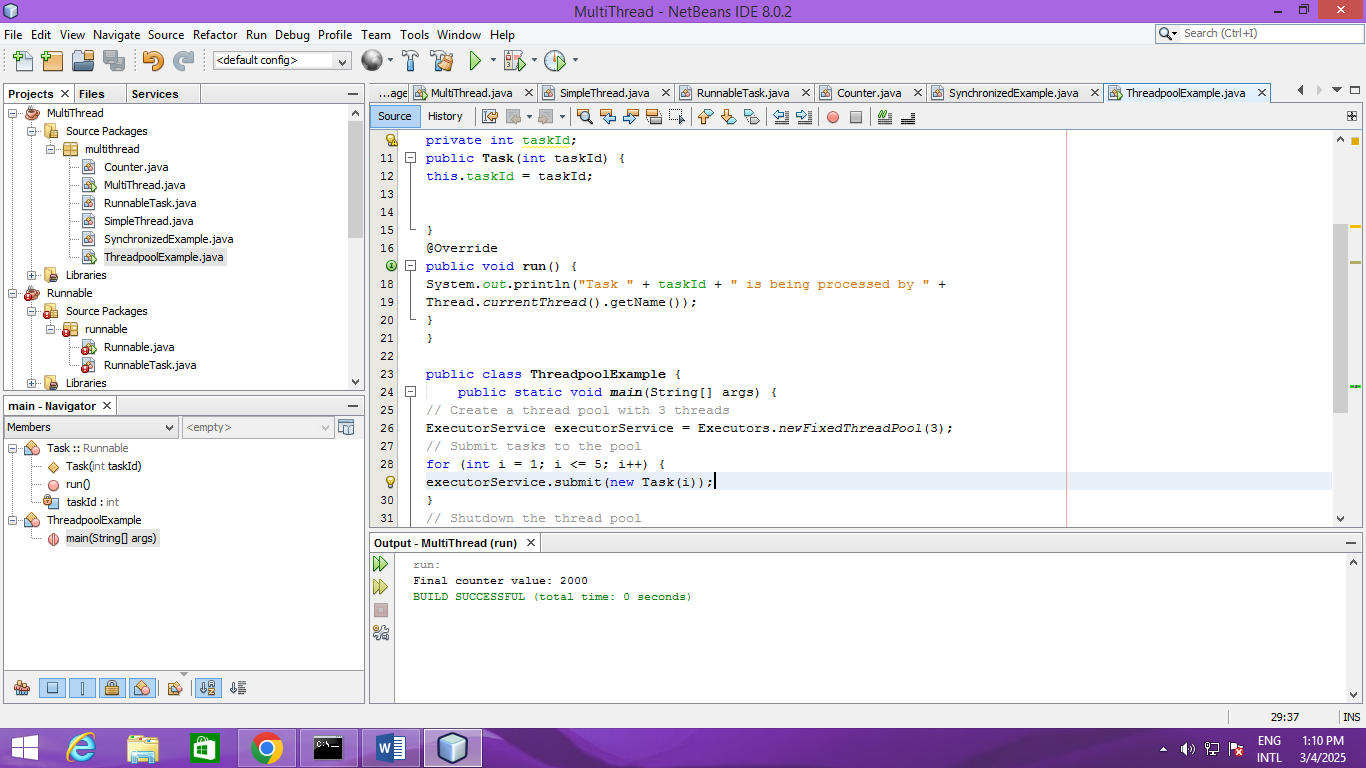 MultiThread - NetBeans IDE 8.0.2
File Edit View Navigate Source Refactor Run Debug Profile Team Tools Window Help
Search (Ctrl+I)
<default config>
Projects Files Services
MultiThread
Source Packages
multithread
Counter.java
MultiThread.java
RunnableTask.java
SimpleThread.java
SynchronizedExample.java
ThreadpoolExample.java
Libraries
Runnable
Source Packages
runnable
Runnable.java
RunnableTask.java
Libraries
main - Navigator
Members <empty>
Task :: Runnable
Task(int taskId)
run()
taskId : int
ThreadpoolExample
main(String[] args)
...age MultiThread.java SimpleThread.java RunnableTask.java Counter.java SynchronizedExample.java ThreadpoolExample.java
Source History
private int taskId;
11 public Task(int taskId) {
12 this.taskId = taskId;
13
14
15 }
16 @Override
public void run() {
18 System.out.println("Task " + taskId + " is being processed by " +
19 Thread.currentThread().getName());
20 }
21 }
22
23 public class ThreadpoolExample {
24 public static void main(String[] args) {
25 // Create a thread pool with 3 threads
26 ExecutorService executorService = Executors.newFixedThreadPool(3);
27 // Submit tasks to the pool
28 for (int i = 1; i <= 5; i++) {
executorService.submit(new Task(i));
30 }
31 // Shutdown the thread pool
Output - MultiThread (run)
run:
Final counter value: 2000
BUILD SUCCESSFUL (total time: 0 seconds)
29:37 INS
ENG 1:10 PM
INTL 3/4/2025